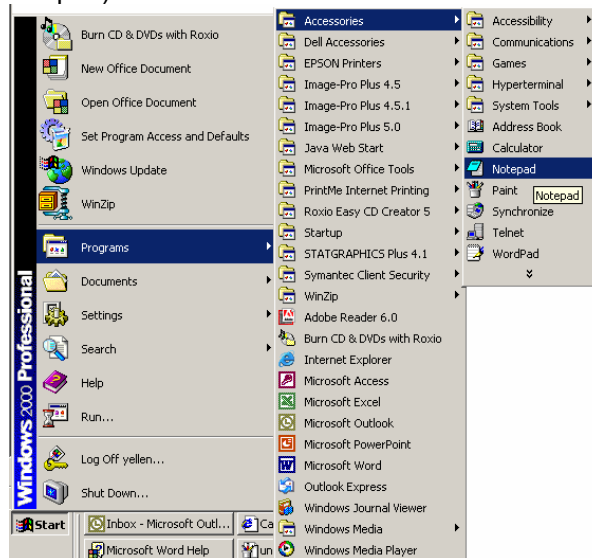 Burn CD & DVDs with Roxio
New Office Document
Open Office Document
Set Program Access and Defaults
Windows Update
WinZip
Programs
Documents
Settings
Search
Help
Run...
Log Off yellen...
Shut Down...
Windows 2000 Professional
Accessories
Dell Accessories
EPSON Printers
Image-Pro Plus 4.5
Image-Pro Plus 4.5.1
Image-Pro Plus 5.0
Java Web Start
Microsoft Office Tools
PrintMe Internet Printing
Roxio Easy CD Creator 5
Startup
STATGRAPHICS Plus 4.1
Symantec Client Security
WinZip
Adobe Reader 6.0
Burn CD & DVDs with Roxio
Internet Explorer
Microsoft Access
Microsoft Excel
Microsoft Outlook
Microsoft PowerPoint
Microsoft Word
Outlook Express
Windows Journal Viewer
Windows Media
Windows Media Player
Accessibility
Communications
Games
Hyperterminal
System Tools
Address Book
Calculator
Notepad
Paint
Notepad
Synchronize
Telnet
WordPad
Start
Inbox - Microsoft Outl...
Ca
Microsoft Word Help
un